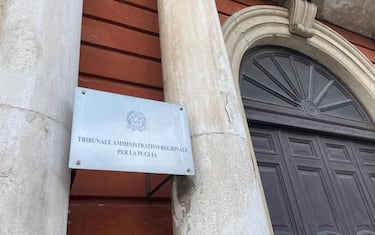 TRIBUNALE AMMINISTRATIVO REGIONALE
PER LA PUGLIA